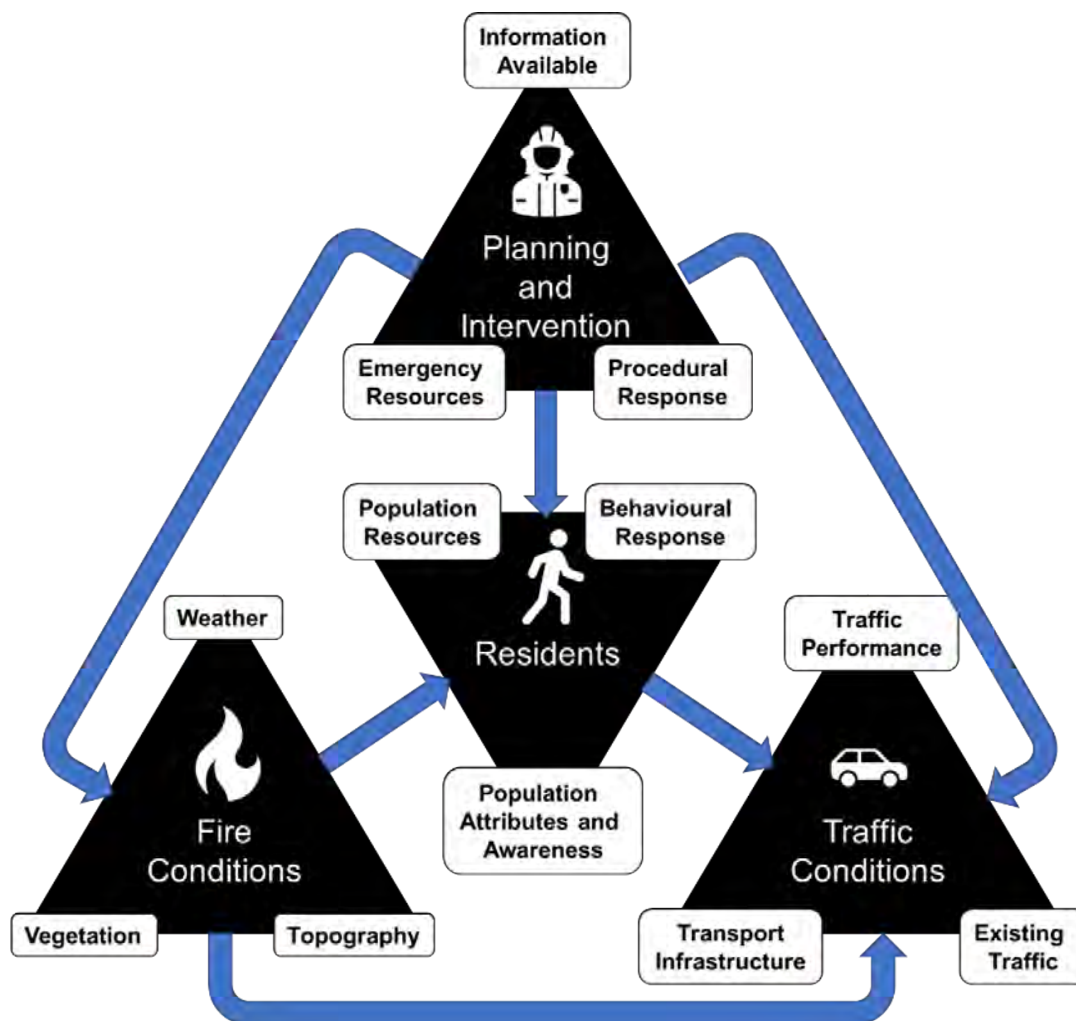 Information
Available
Planning
and
Intervention
Emergency
Resources
Procedural
Response
Population
Resources
Behavioural
Response
Residents
Population
Attributes and
Awareness
Weather
Fire
Conditions
Vegetation
Topography
Traffic
Performance
Traffic
Conditions
Transport
Infrastructure
Existing
Traffic